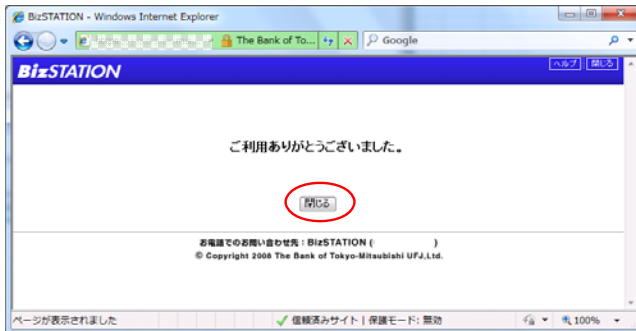 BizSTATION - Windows Internet Explorer
The Bank of To... Google
BizSTATION ヘルプ 閉じる
ご利用ありがとうございました。
閉じる
お電話でのお問い合わせ先：BizSTATION ( )
© Copyright 2008 The Bank of Tokyo-Mitsubishi UFJ,Ltd.
ページが表示されました 信頼済みサイト | 保護モード: 無効 100%